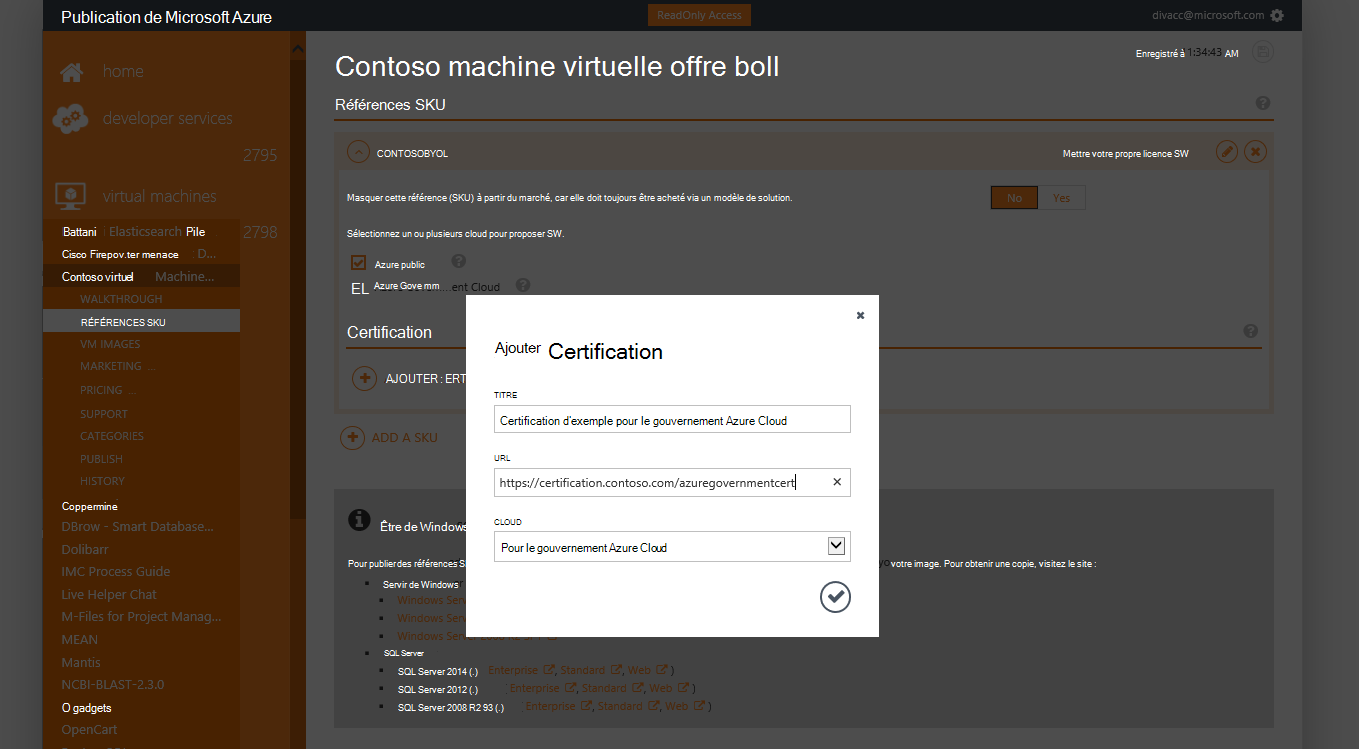 Publication de Microsoft Azure
ReadOnly Access
divacc@microsoft.com
home
developer services
2795
virtual machines
Battani Elasticsearch Pile
2798
Cisco Firepov.ter menace D...
Contoso virtuel Machine...
WALKTHROUGH
RÉFÉRENCES SKU
VM IMAGES
MARKETING ...
PRICING ...
SUPPORT
CATEGORIES
PUBLISH
HISTORY
Coppermine
DBrow - Smart Database...
Dolibarr
IMC Process Guide
Live Helper Chat
M-Files for Project Manag...
MEAN
Mantis
NCBI-BLAST-2.3.0
O gadgets
OpenCart
Enregistré à 11:34:43 AM
Contoso machine virtuelle offre boll
Références SKU
CONTOSOBYOL
Mettre votre propre licence SW
Masquer cette référence (SKU) à partir du marché, car elle doit toujours être acheté via un modèle de solution.
No Yes
Sélectionnez un ou plusieurs cloud pour proposer SW.
Azure public
EL Azure Gove mm ...ent Cloud
Certification
AJOUTER : ERT
ADD A SKU
Ajouter Certification
TITRE
Certification d'exemple pour le gouvernement Azure Cloud
URL
https://certification.contoso.com/azuregovernmentcert
CLOUD
Pour le gouvernement Azure Cloud
Être de Windows
Pour publier des références S
votre image. Pour obtenir une copie, visitez le site :
Servir de Windows
Windows Serv
Windows Serv
Windows Server 2008 R2 SP1
SQL Server
SQL Server 2014 (.) Enterprise, Standard, Web )
SQL Server 2012 (.) Enterprise, Standard, Web )
SQL Server 2008 R2 93 (.) Enterprise, Standard, Web )